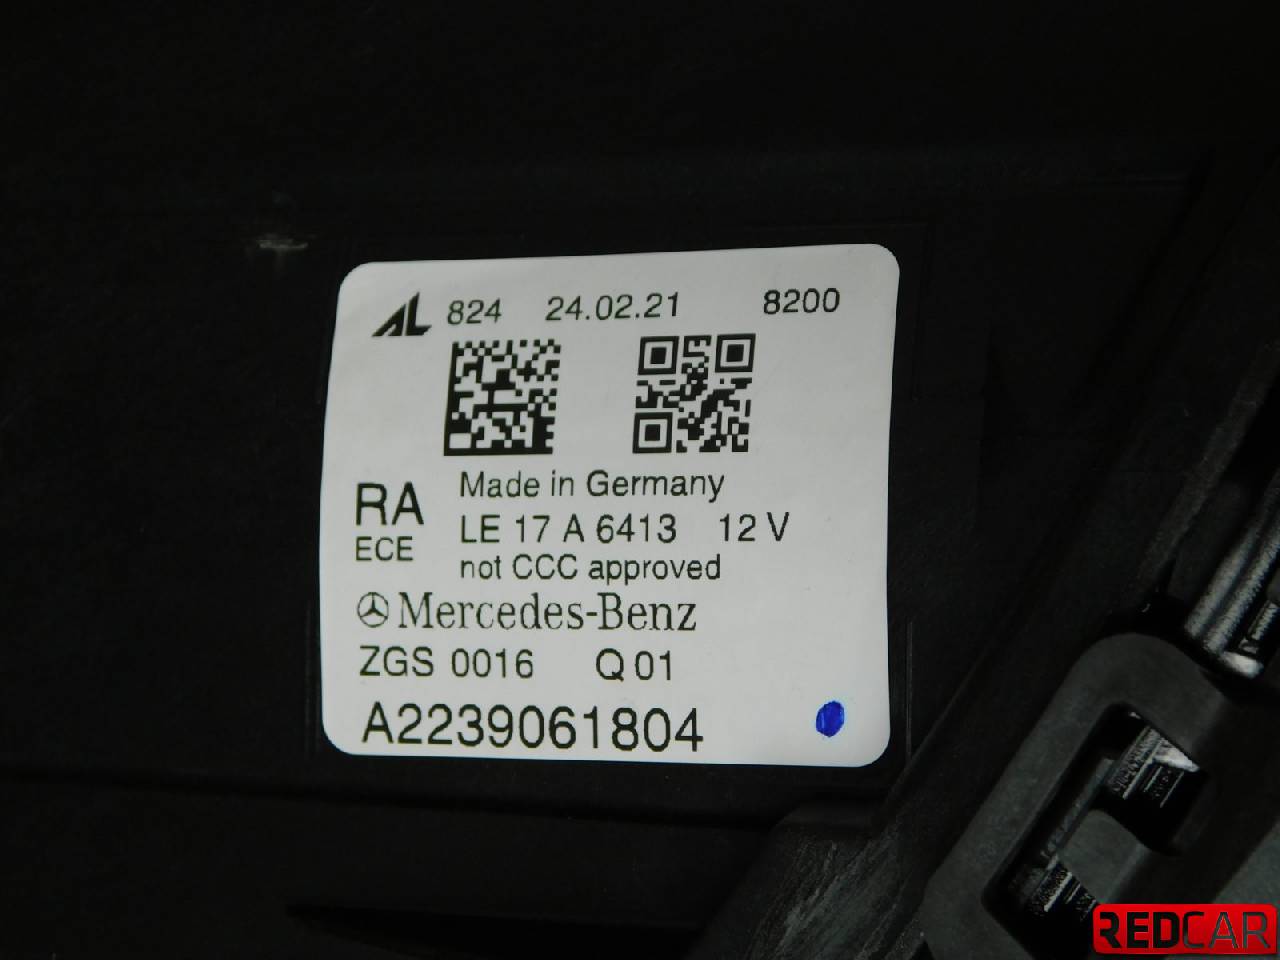 AL 824 24.02.21 8200
Made in Germany
RA LE 17 A 6413 12 V
ECE not CCC approved
Mercedes-Benz
ZGS 0016 Q 01
A2239061804
REDCAR